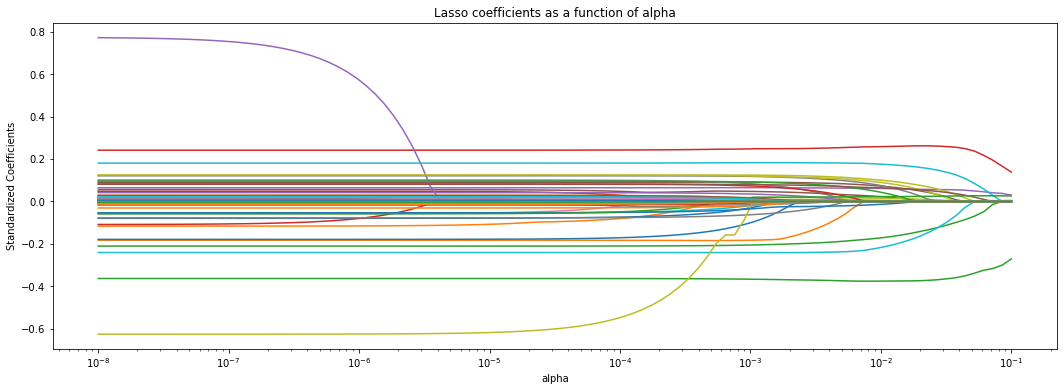 Lasso coefficients as a function of alpha
Standardized Coefficients
0.8
0.6
0.4
0.2
0.0
−0.2
−0.4
−0.6
10⁻⁸ 10⁻⁷ 10⁻⁶ 10⁻⁵ 10⁻⁴ 10⁻³ 10⁻² 10⁻¹
alpha